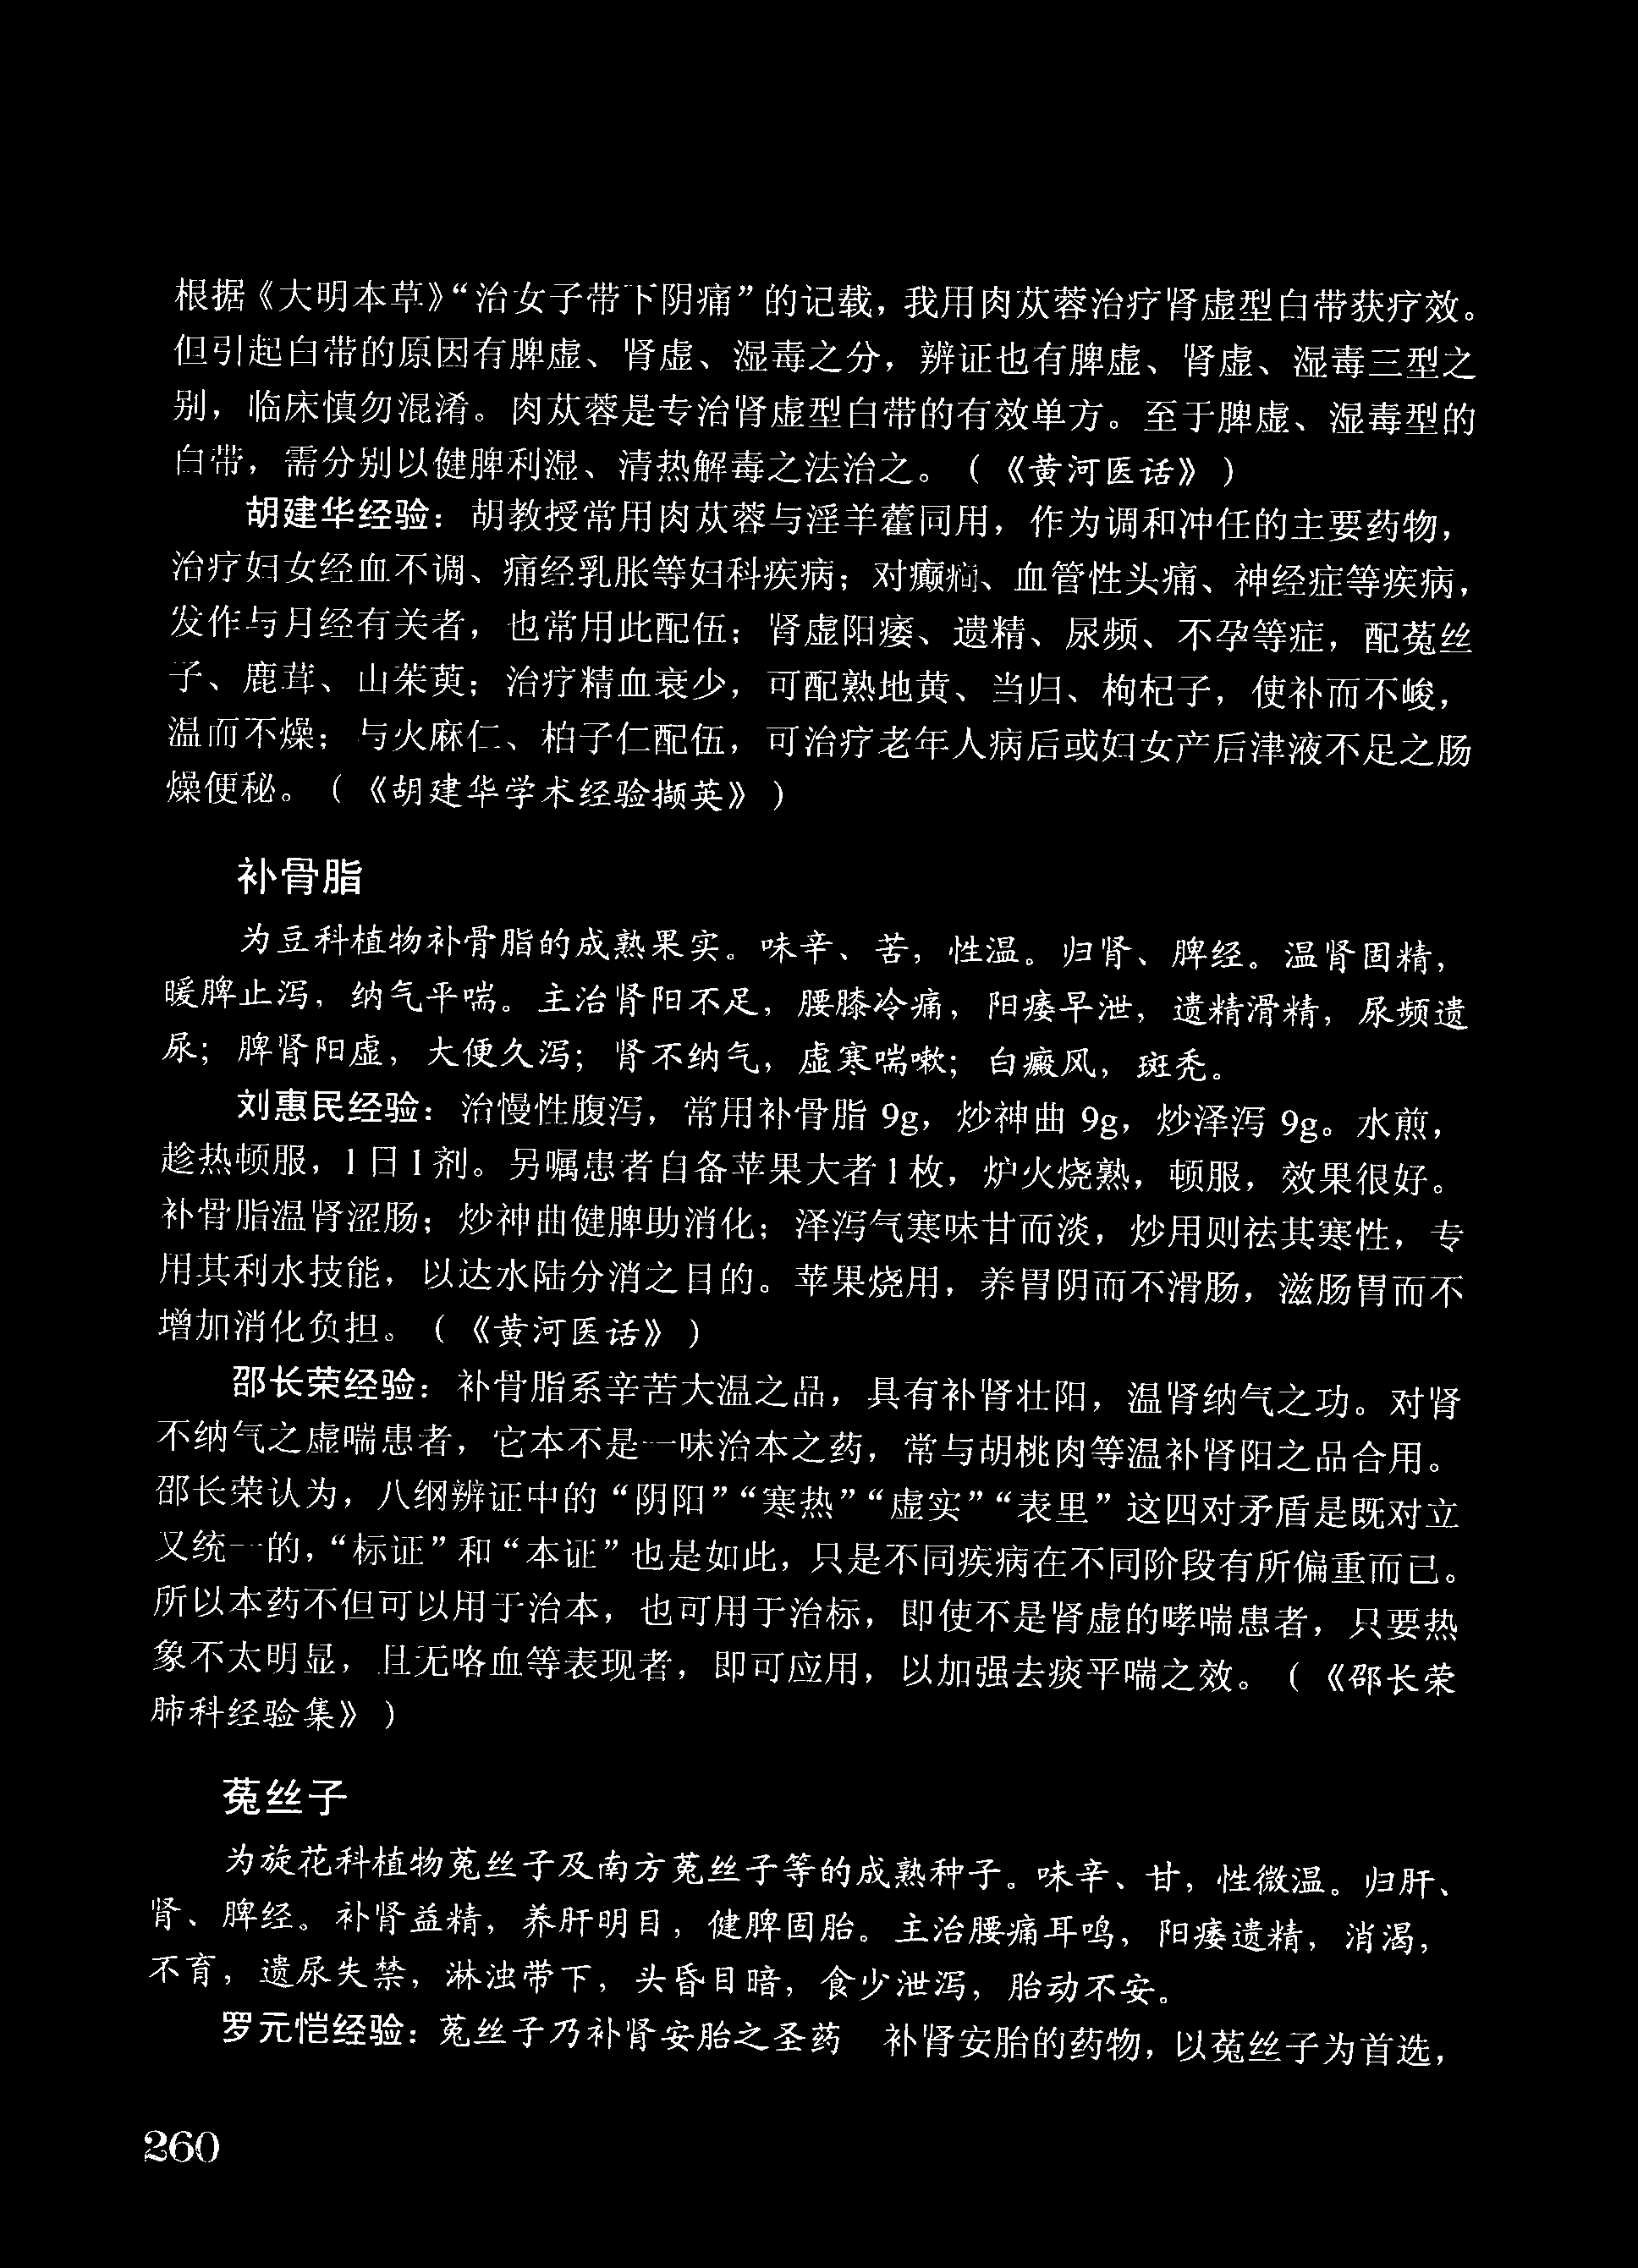 根据《大明本草》“治女子带下阴痛”的记载，我用肉苁蓉治疗肾虚型白带获疗效。
但引起白带的原因有脾虚、肾虚、湿毒之分，辨证也有脾虚、肾虚、湿毒三型之
别，临床慎勿混淆。肉苁蓉是专治肾虚型白带的有效单方。至于脾虚、湿毒型的
白带，需分别以健脾利湿、清热解毒之法治之。（《黄河医话》）
胡建华经验：胡教授常用肉苁蓉与淫羊藿同用，作为调和冲任的主要药物，
治疗妇女经血不调、痛经乳胀等妇科疾病；对癫痫、血管性头痛、神经症等疾病，
发作与月经有关者，也常用此配伍；肾虚阳痿、遗精、尿频、不孕等症，配菟丝
子、鹿茸、山茱萸；治疗精血衰少，可配熟地黄、当归、枸杞子，使补而不峻，
温而不燥；与火麻仁、柏子仁配伍，可治疗老年人病后或妇女产后津液不足之肠
燥便秘。（《胡建华学术经验撷英》）
补骨脂
为豆科植物补骨脂的成熟果实。味辛、苦，性温。归肾、脾经。温肾固精，
暖脾止泻，纳气平喘。主治肾阳不足，腰膝冷痛，阳痿早泄，遗精滑精，尿频遗
尿；脾肾阳虚，大便久泻；肾不纳气，虚寒喘嗽；白癜风，斑秃。
刘惠民经验：治慢性腹泻，常用补骨脂 9g，炒神曲 9g，炒泽泻 9g。水煎，
趁热顿服，1 日 1 剂。另嘱患者自备苹果大者 1 枚，炉火烧熟，顿服，效果很好。
补骨脂温肾涩肠；炒神曲健脾助消化；泽泻气寒味甘而淡，炒用则祛其寒性，专
用其利水技能，以达水陆分消之目的。苹果烧用，养胃阴而不滑肠，滋肠胃而不
增加消化负担。（《黄河医话》）
邵长荣经验：补骨脂系辛苦大温之品，具有补肾壮阳，温肾纳气之功。对肾
不纳气之虚喘患者，它本不是一味治本之药，常与胡桃肉等温补肾阳之品合用。
邵长荣认为，八纲辨证中的“阴阳”“寒热”“虚实”“表里”这四对矛盾是既对立
又统一的，“标证”和“本证”也是如此，只是不同疾病在不同阶段有所偏重而已。
所以本药不但可以用于治本，也可用于治标，即使不是肾虚的哮喘患者，只要热
象不太明显，且无咯血等表现者，即可应用，以加强去痰平喘之效。（《邵长荣
肺科经验集》）
菟丝子
为旋花科植物菟丝子及南方菟丝子等的成熟种子。味辛、甘，性微温。归肝、
肾、脾经。补肾益精，养肝明目，健脾固胎。主治腰痛耳鸣，阳痿遗精，消渴，
不育，遗尿失禁，淋浊带下，头昏目暗，食少泄泻，胎动不安。
罗元恺经验：菟丝子乃补肾安胎之圣药　补肾安胎的药物，以菟丝子为首选，
260